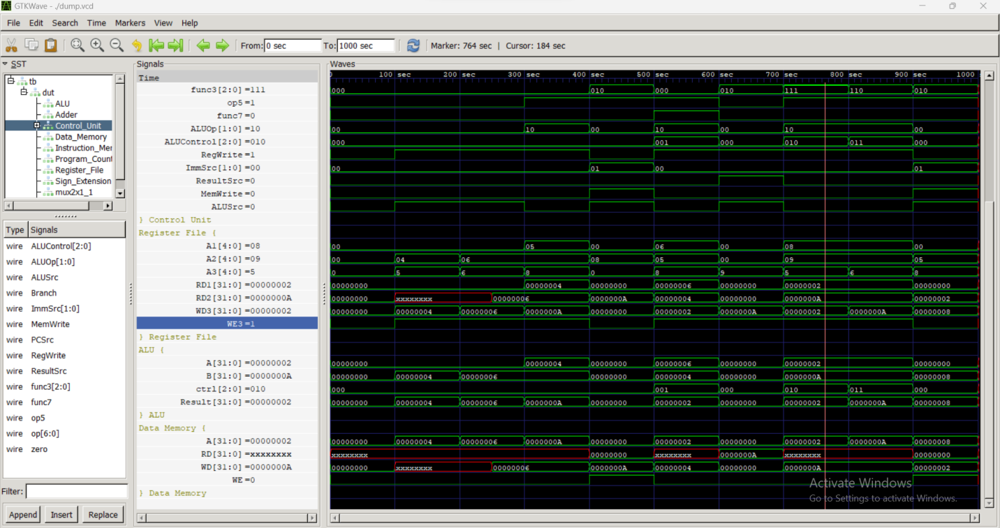 GTKWave - ./dump.vcd
File Edit Search Time Markers View Help
From: 0 sec To: 1000 sec Marker: 764 sec | Cursor: 184 sec
SST
tb
dut
ALU
Adder
Control_Unit
Data_Memory
Instruction_Mer
Program_Count
Register_File
Sign_Extension
mux2x1_1
Type Signals
wire ALUControl[2:0]
wire ALUOp[1:0]
wire ALUSrc
wire Branch
wire ImmSrc[1:0]
wire MemWrite
wire PCSrc
wire RegWrite
wire ResultSrc
wire func3[2:0]
wire func7
wire op5
wire op[6:0]
wire zero
Filter:
Append Insert Replace
Signals
Time
func3[2:0] =111
op5 =1
func7 =0
ALUOp[1:0] =10
ALUControl[2:0] =010
RegWrite =1
ImmSrc[1:0] =00
ResultSrc =0
MemWrite =0
ALUSrc =0
} Control Unit
Register File {
A1[4:0] =08
A2[4:0] =09
A3[4:0] =5
RD1[31:0] =00000002
RD2[31:0] =0000000A
WD3[31:0] =00000002
WE3 =1
} Register File
ALU {
A[31:0] =00000002
B[31:0] =0000000A
ctrl[2:0] =010
Result[31:0] =00000002
} ALU
Data Memory {
A[31:0] =00000002
RD[31:0] =xxxxxxxx
WD[31:0] =0000000A
WE =0
} Data Memory
Waves
0 100 sec 200 sec 300 sec 400 sec 500 sec 600 sec 700 sec 800 sec 900 sec 1000
000 010 000 010 111 110 010
00 10 00 10 00 10 00
000 001 000 010 011 000
00 01 00 01
00 05 00 06 00 08 00
00 04 06 08 05 00 09 05
0 5 6 8 0 8 9 5 6 8
00000000 00000004 00000000 00000006 00000000 00000002 00000000
00000000 xxxxxxxx 00000006 0000000A 00000004 00000000 0000000A 00000002
00000000 00000004 00000006 0000000A 00000000 00000002 0000000A 00000002 0000000A 00000008
00000000 00000004 00000000 00000006 00000000 00000002 00000000
00000000 00000004 00000006 00000000 00000004 00000000 0000000A 00000008
000 001 000 010 011 000
00000000 00000004 00000006 0000000A 00000000 00000002 00000000 00000002 0000000A 00000008
00000000 00000004 00000006 0000000A 00000000 00000002 00000000 00000002 0000000A 00000008
xxxxxxxx 00000000 xxxxxxxx 0000000A xxxxxxxx 00000000
00000000 xxxxxxxx 00000006 0000000A 00000004 00000000 0000000A 00000002
Activate Windows
Go to Settings to activate Windows.